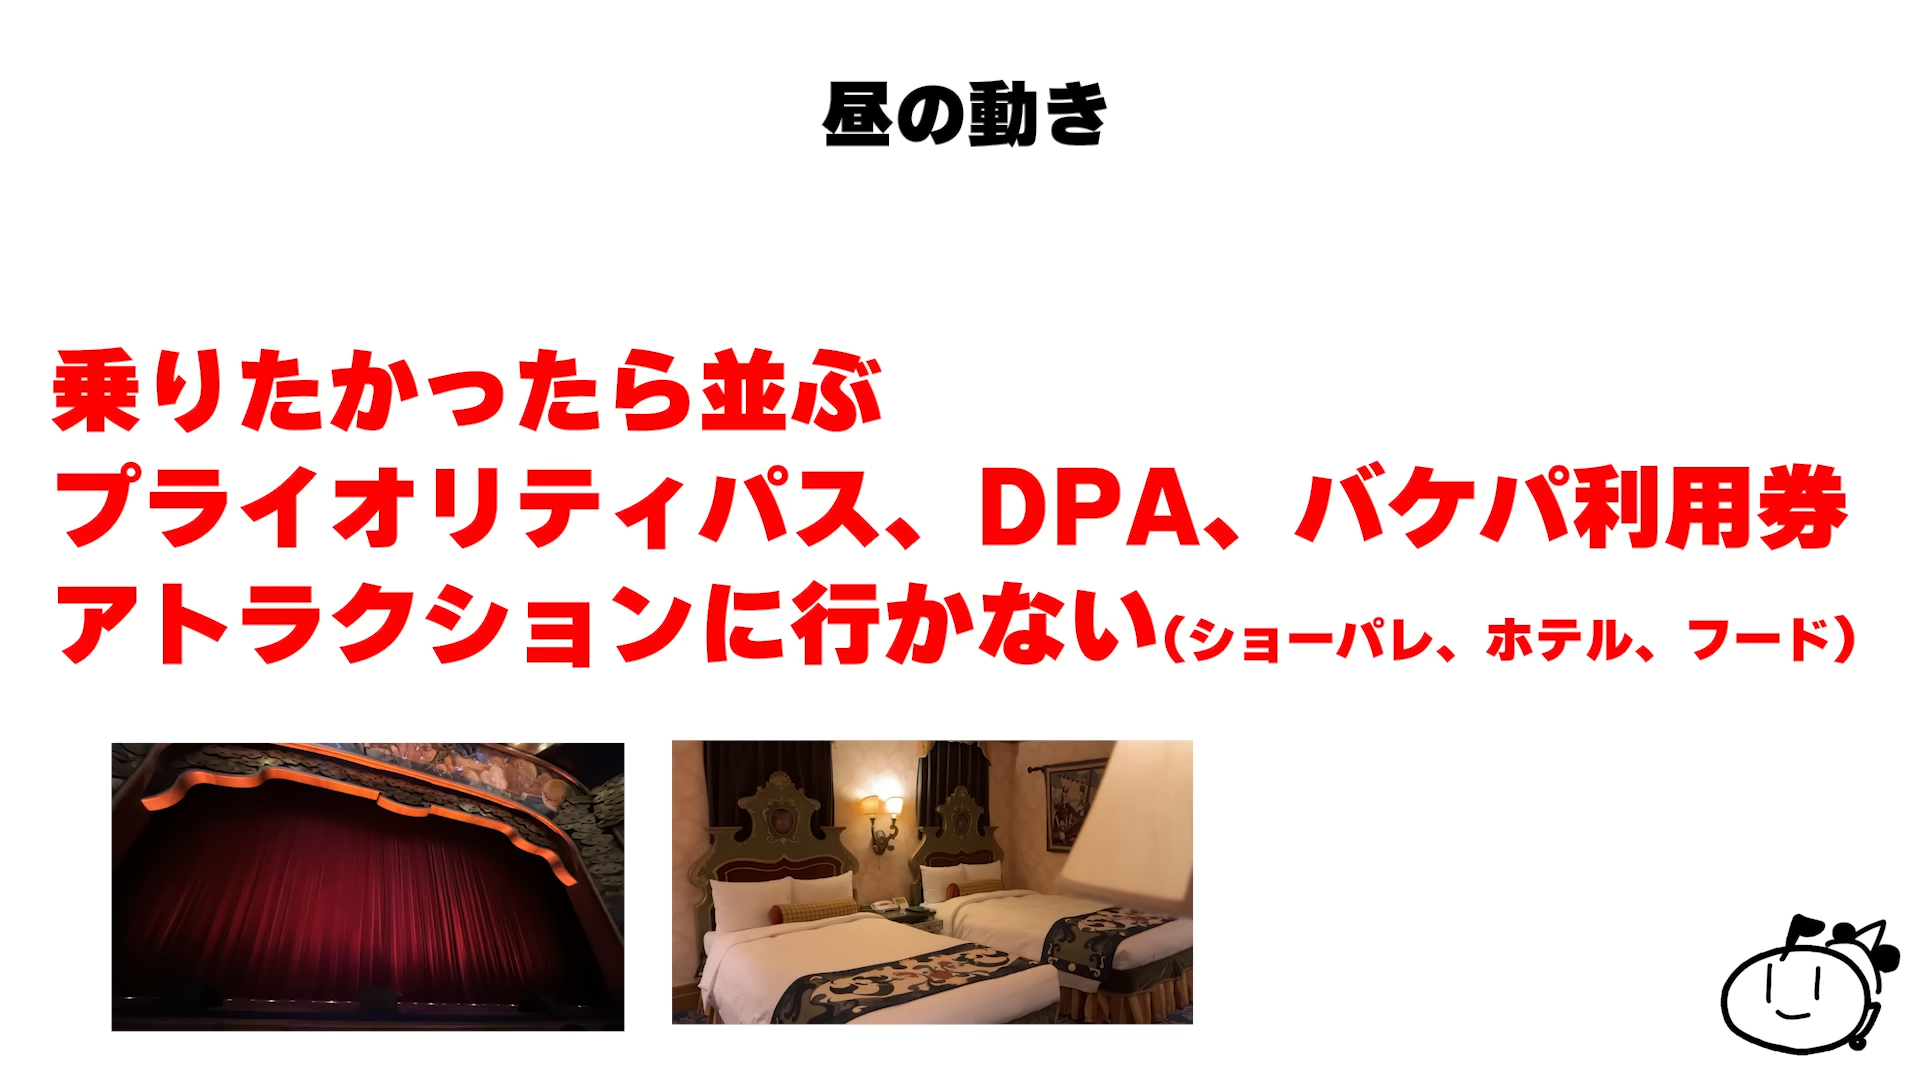 昼の動き
乗りたかったら並ぶ
プライオリティパス、DPA、バケパ利用券
アトラクションに行かない(ショーパレ、ホテル、フード)